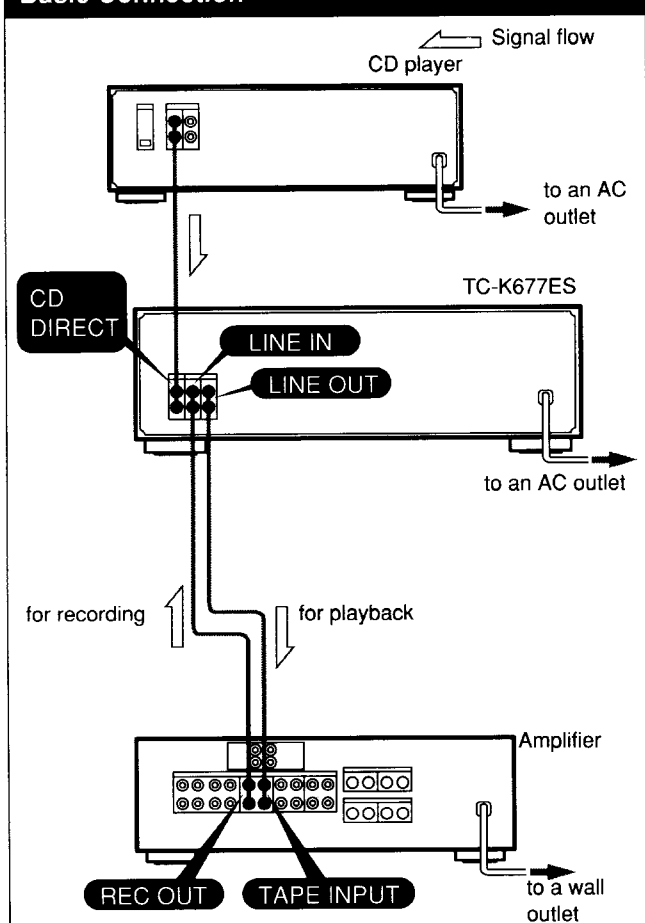 Basic Connection
Signal flow
CD player
to an AC
outlet
TC-K677ES
CD
DIRECT
LINE IN
LINE OUT
to an AC outlet
for recording
for playback
Amplifier
REC OUT
TAPE INPUT
to a wall
outlet